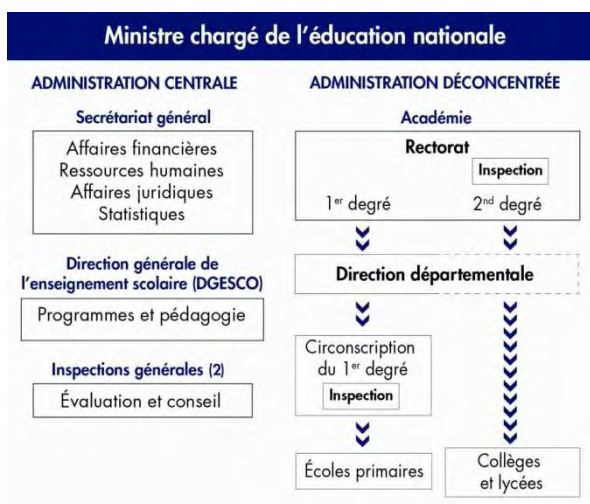 Ministre chargé de l'éducation nationale
ADMINISTRATION CENTRALE
Secrétariat général
Affaires financières
Ressources humaines
Affaires juridiques
Statistiques
Direction générale de
l'enseignement scolaire (DGESCO)
Programmes et pédagogie
Inspections générales (2)
Évaluation et conseil
ADMINISTRATION DÉCONCENTRÉE
Académie
Rectorat
Inspection
1er degré
2nd degré
Direction départementale
Circonscription
du 1er degré
Inspection
Écoles primaires
Collèges
et lycées